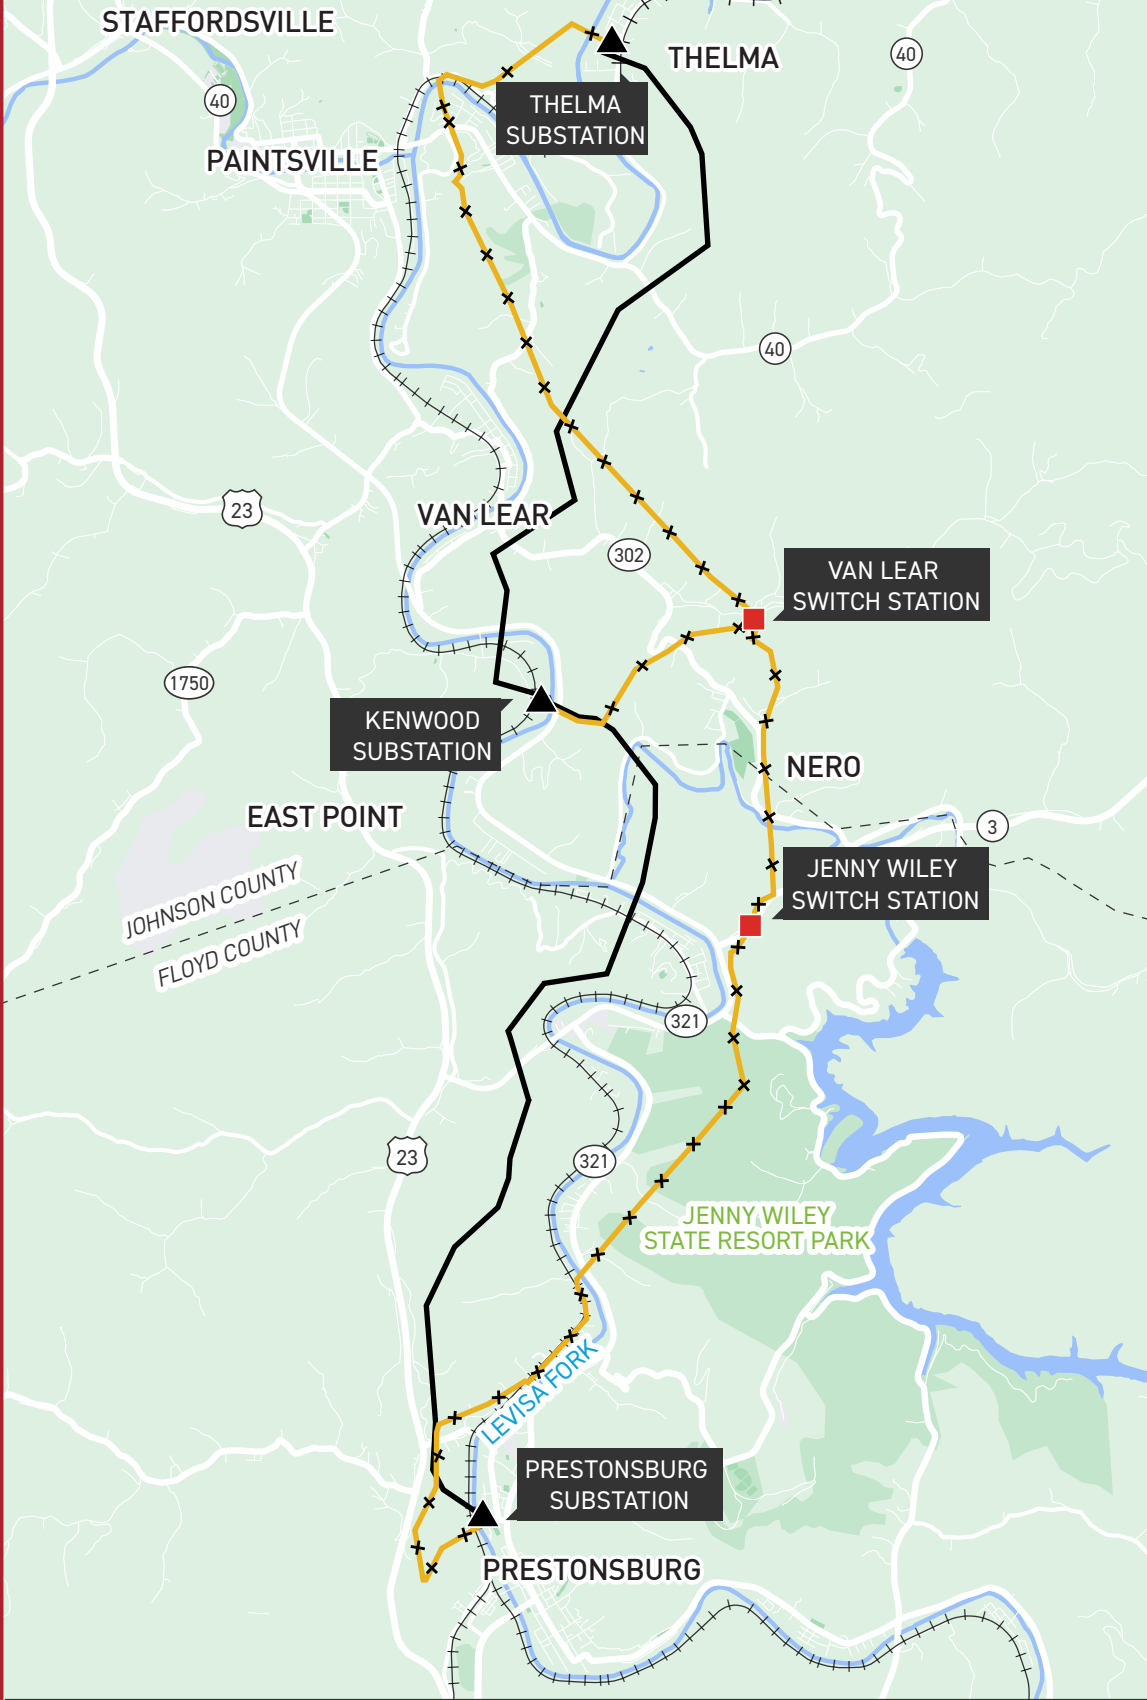 STAFFORDSVILLE
THELMA
40
40
THELMA
SUBSTATION
PAINTSVILLE
40
23
VAN LEAR
302
VAN LEAR
SWITCH STATION
1750
KENWOOD
SUBSTATION
NERO
EAST POINT
3
JENNY WILEY
SWITCH STATION
JOHNSON COUNTY
FLOYD COUNTY
321
23
321
JENNY WILEY
STATE RESORT PARK
LEVISA FORK
PRESTONSBURG
SUBSTATION
PRESTONSBURG